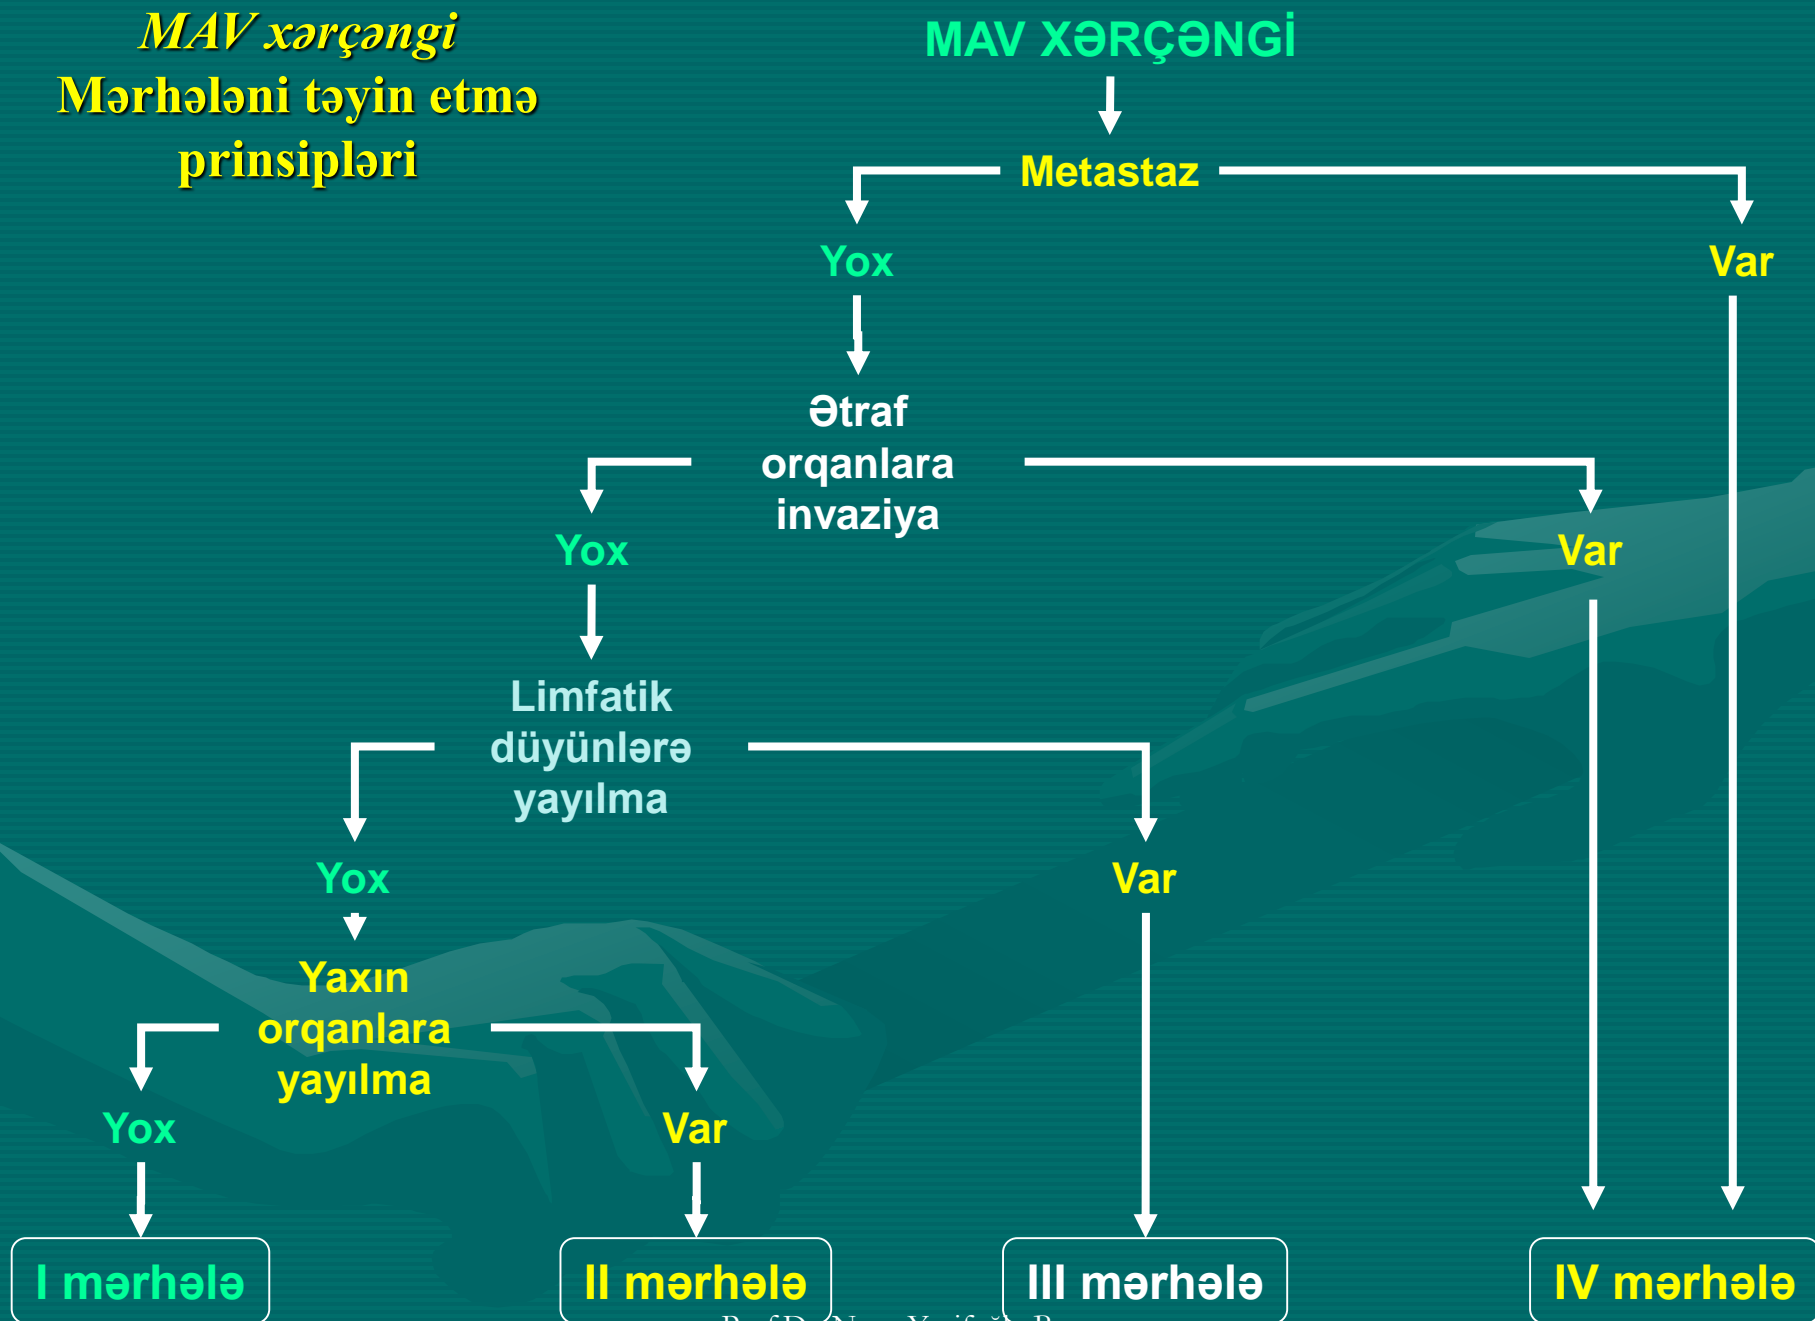 MAV xərçəngi
Mərhələni təyin etmə
prinsipləri
MAV XƏRÇƏNGİ
Metastaz
Yox
Var
Ətraf
orqanlara
invaziya
Yox
Var
Limfatik
düyünlərə
yayılma
Yox
Var
Yaxın
orqanlara
yayılma
Yox
Var
I mərhələ
II mərhələ
III mərhələ
IV mərhələ